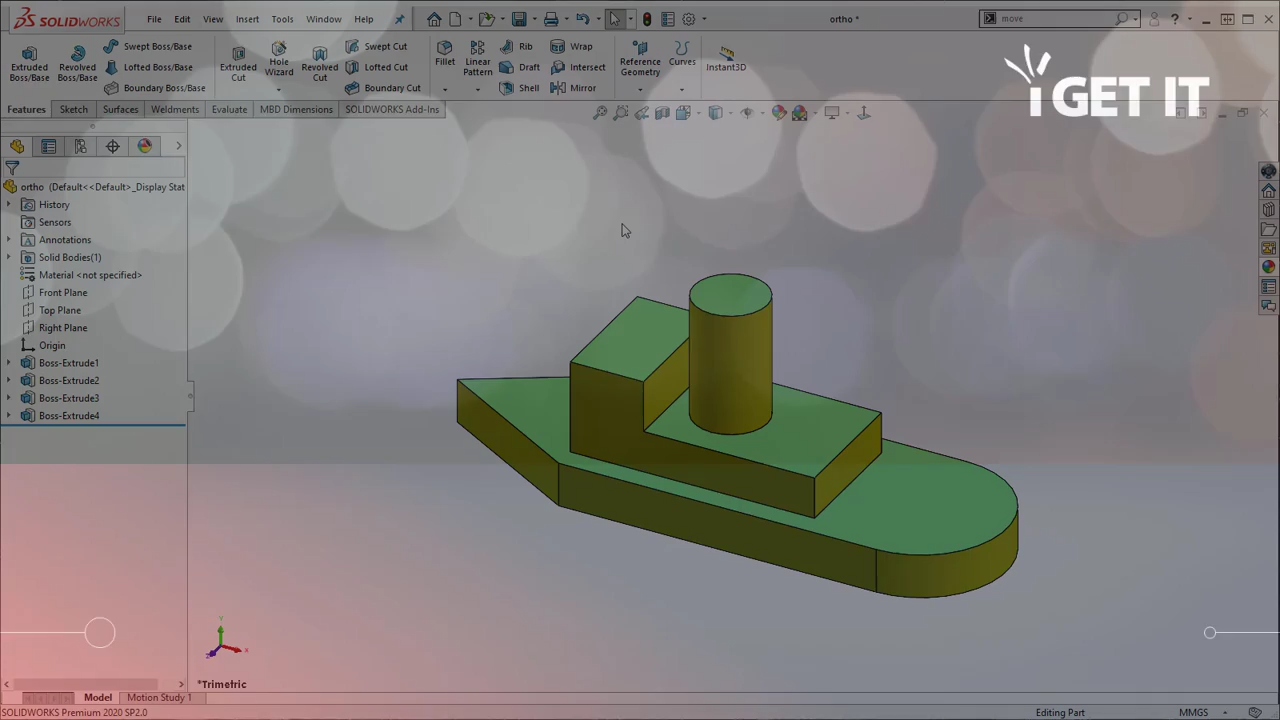 SOLIDWORKS File Edit View Insert Tools Window Help ortho * move
Extruded Boss/Base Revolved Boss/Base Swept Boss/Base Lofted Boss/Base Boundary Boss/Base Extruded Cut Hole Wizard Revolved Cut Swept Cut Lofted Cut Boundary Cut Fillet Linear Pattern Rib Draft Shell Wrap Intersect Mirror Reference Geometry Curves Instant3D
iGET IT
Features Sketch Surfaces Weldments Evaluate MBD Dimensions SOLIDWORKS Add-Ins
ortho (Default<<Default>_Display Stat
History
Sensors
Annotations
Solid Bodies(1)
Material <not specified>
Front Plane
Top Plane
Right Plane
Origin
Boss-Extrude1
Boss-Extrude2
Boss-Extrude3
Boss-Extrude4
Y
X
Z
*Trimetric
Model Motion Study 1
SOLIDWORKS Premium 2020 SP2.0 Editing Part MMGS